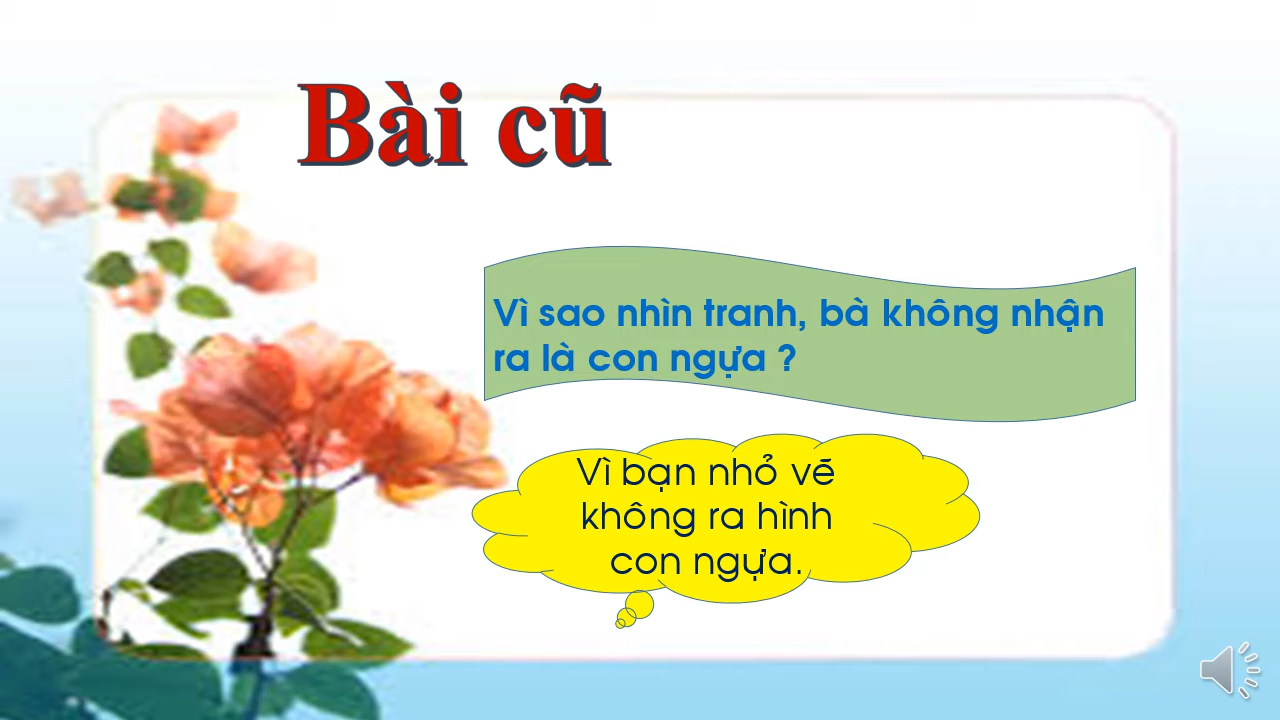 Bài cũ
Vì sao nhìn tranh, bà không nhận
ra là con ngựa ?
Vì bạn nhỏ vẽ
không ra hình
con ngựa.